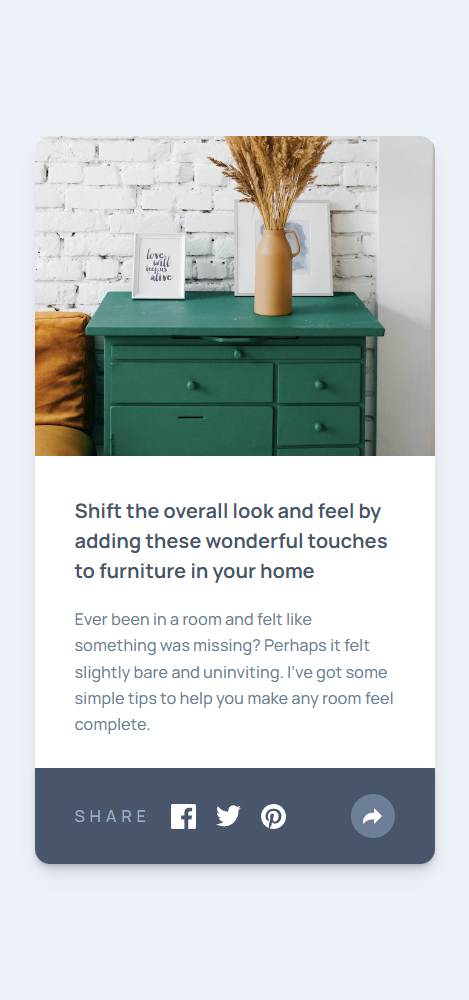 love
will
keep us
alive
Shift the overall look and feel by
adding these wonderful touches
to furniture in your home
Ever been in a room and felt like
something was missing? Perhaps it felt
slightly bare and uninviting. I’ve got some
simple tips to help you make any room feel
complete.
SHARE